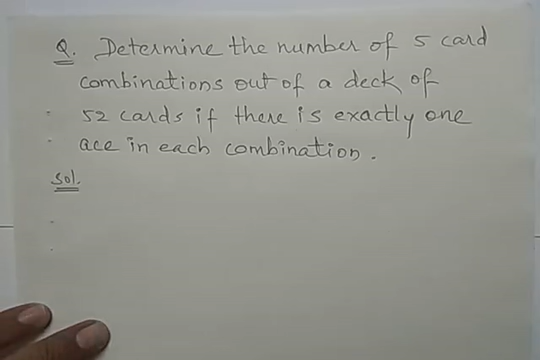 Q. Determine the number of 5 card
combinations out of a deck of
52 cards if there is exactly one
ace in each combination.
Sol.